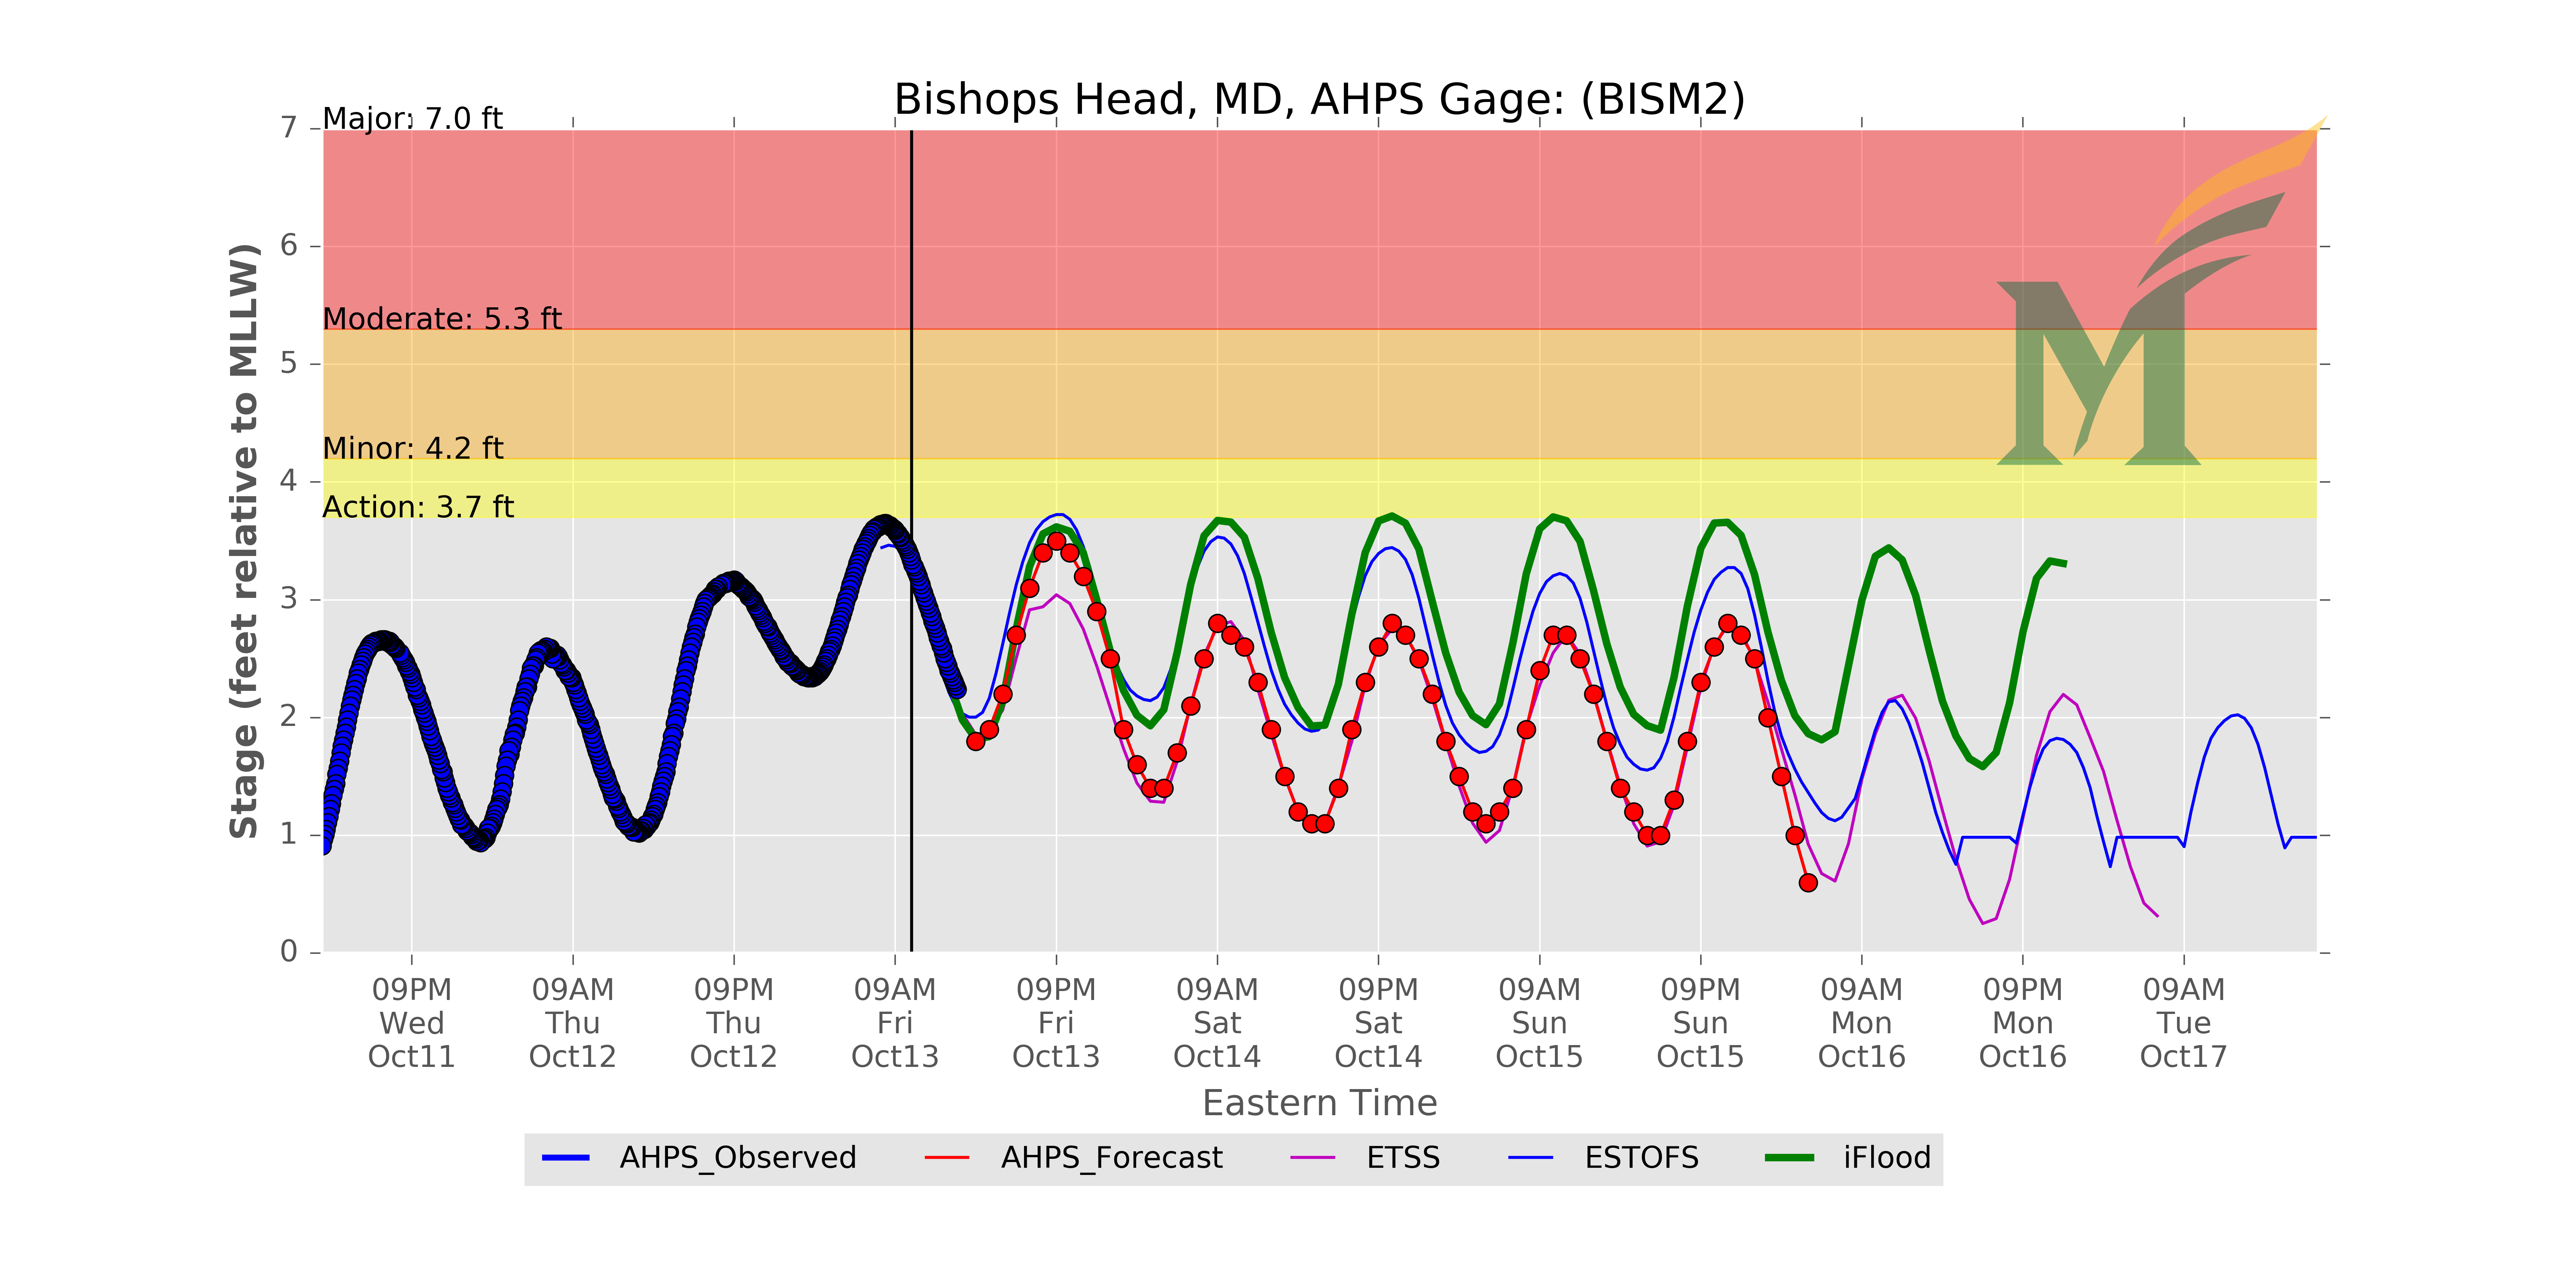 Bishops Head, MD, AHPS Gage: (BISM2)
Major: 7.0 ft
Moderate: 5.3 ft
Minor: 4.2 ft
Action: 3.7 ft
7
6
5
4
3
2
1
0
Stage (feet relative to MLLW)
09PM 09AM 09PM 09AM 09PM 09AM 09PM 09AM 09PM 09AM 09PM 09AM
Wed Thu Thu Fri Fri Sat Sat Sun Sun Mon Mon Tue
Oct11 Oct12 Oct12 Oct13 Oct13 Oct14 Oct14 Oct15 Oct15 Oct16 Oct16 Oct17
Eastern Time
AHPS_Observed AHPS_Forecast ETSS ESTOFS iFlood
M